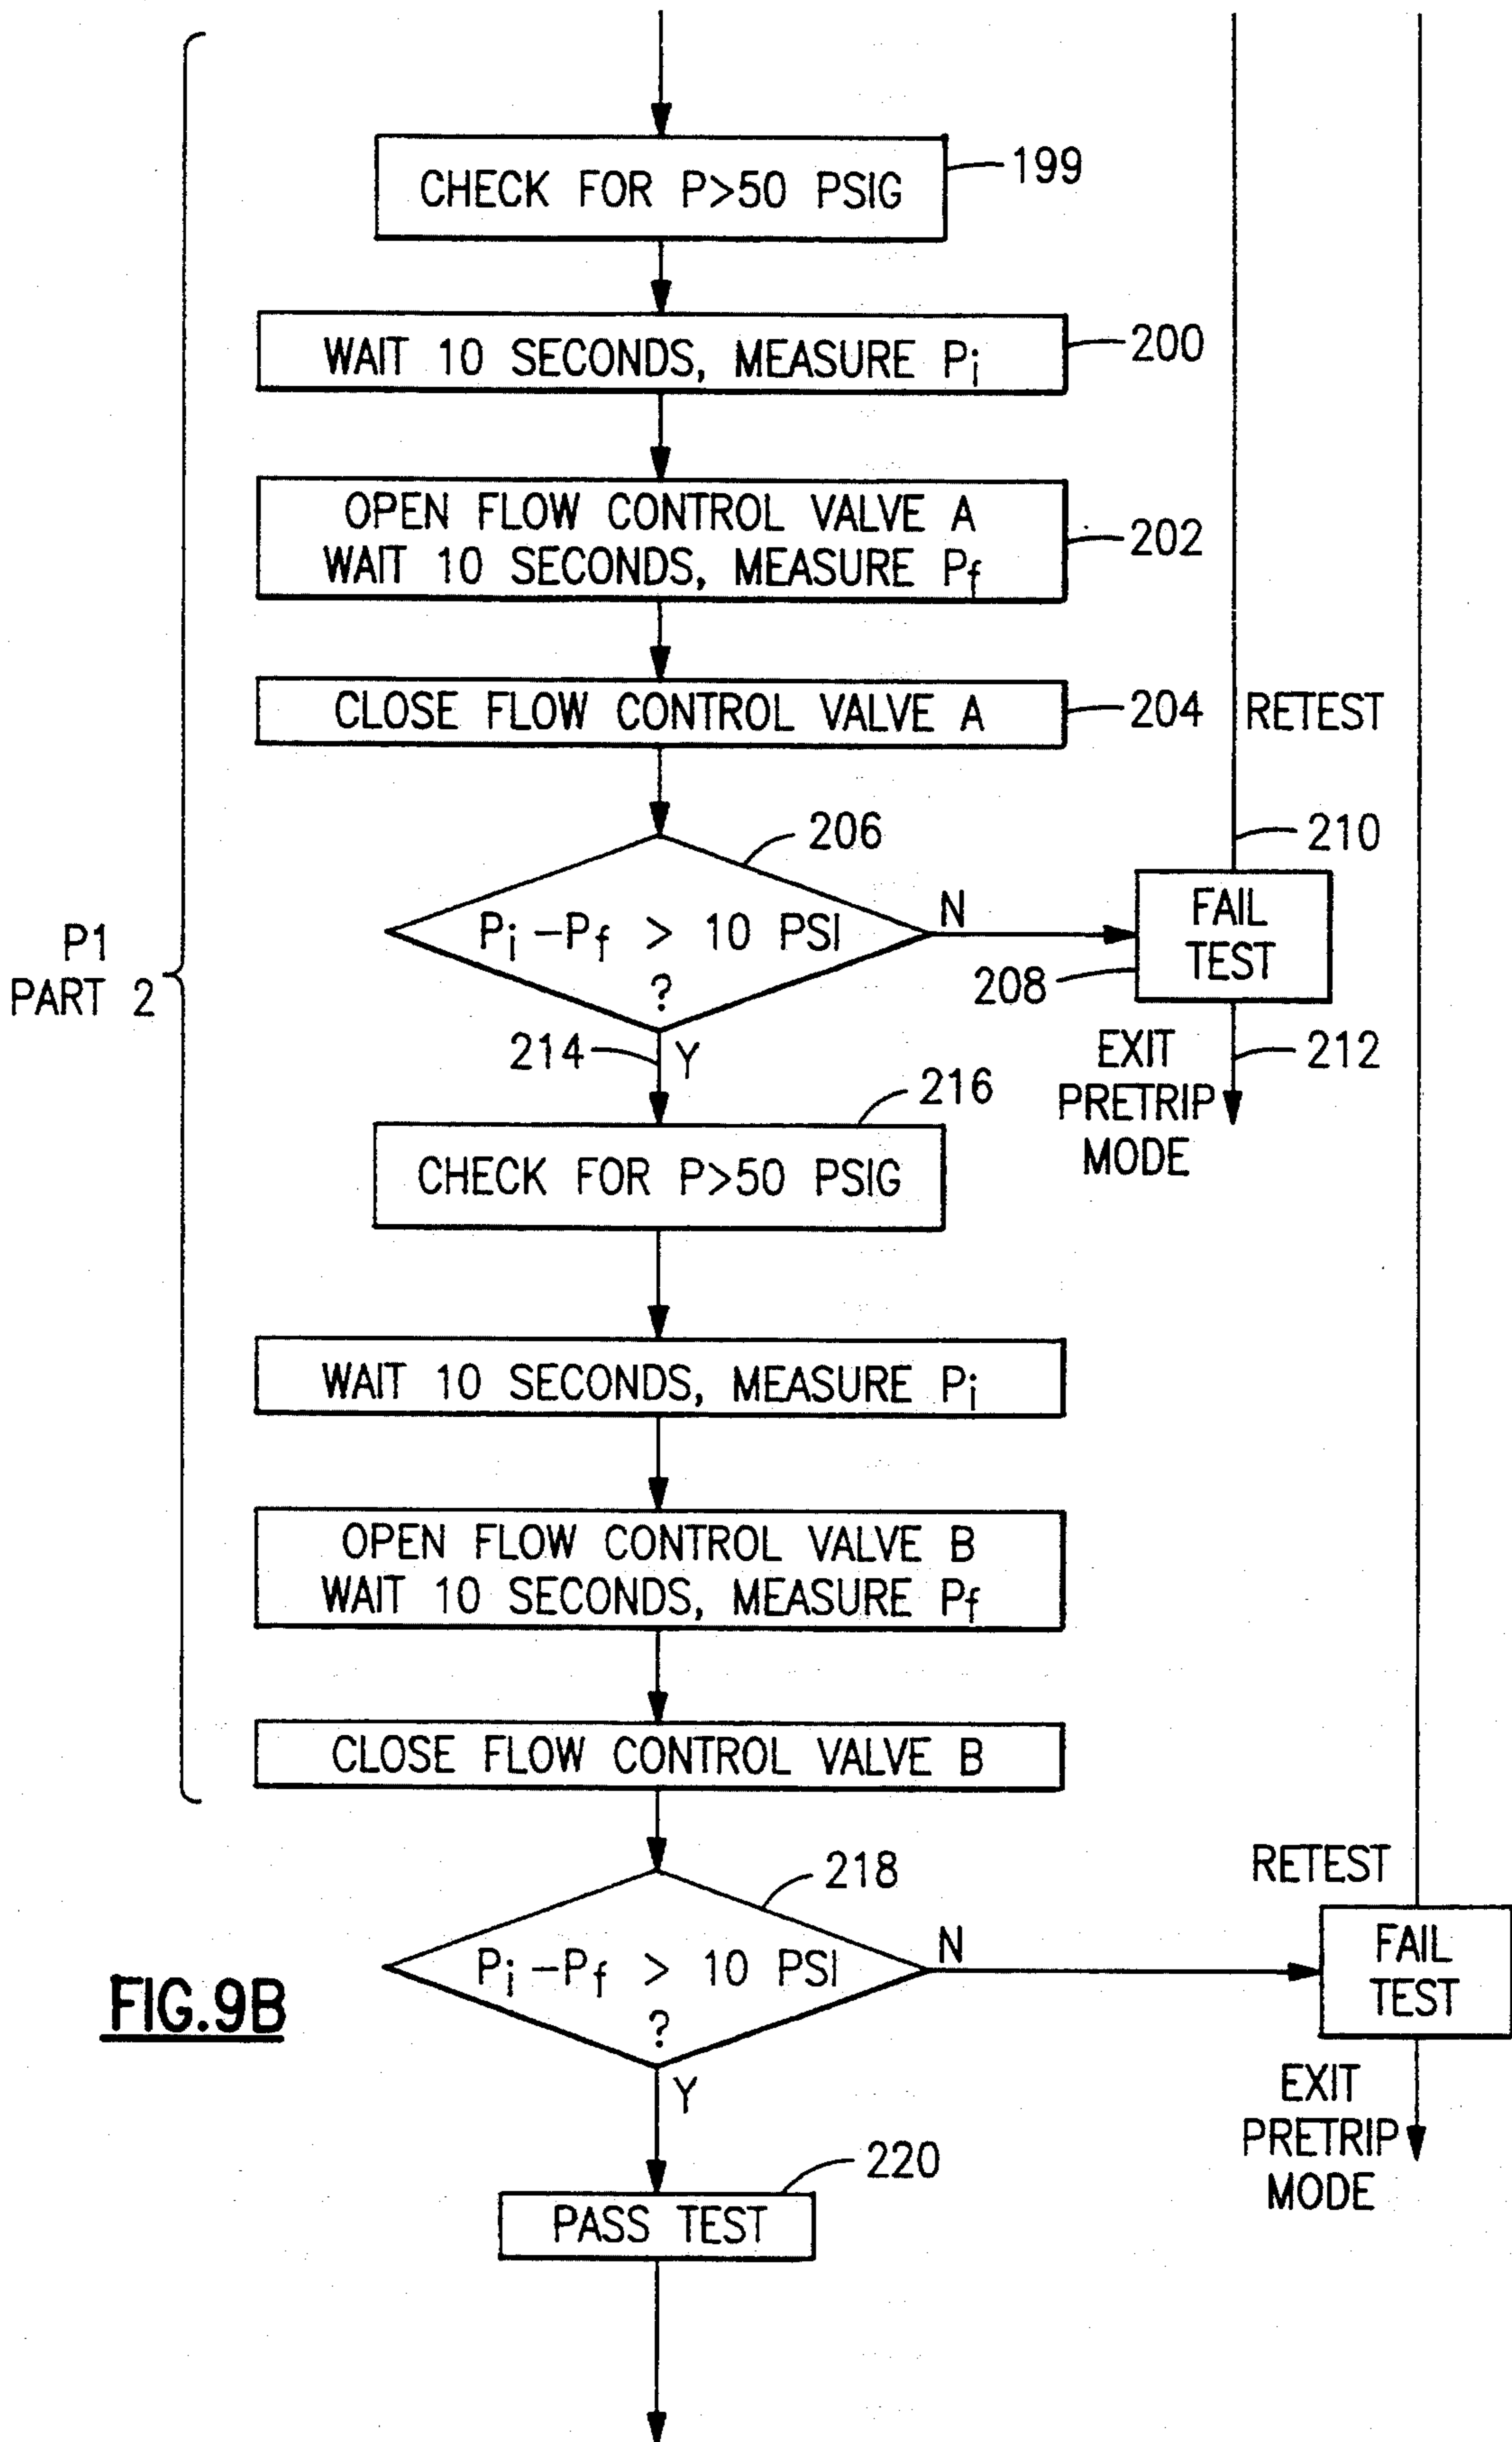 CHECK FOR P>50 PSIG
199
WAIT 10 SECONDS, MEASURE Pi
200
OPEN FLOW CONTROL VALVE A
WAIT 10 SECONDS, MEASURE Pf
202
CLOSE FLOW CONTROL VALVE A
204
RETEST
206
210
Pi -Pf > 10 PSI
?
N
FAIL
TEST
208
P1
PART 2
214
Y
EXIT
PRETRIP
MODE
212
216
CHECK FOR P>50 PSIG
WAIT 10 SECONDS, MEASURE Pi
OPEN FLOW CONTROL VALVE B
WAIT 10 SECONDS, MEASURE Pf
CLOSE FLOW CONTROL VALVE B
218
RETEST
Pi -Pf > 10 PSI
?
N
FAIL
TEST
FIG.9B
Y
EXIT
PRETRIP
MODE
220
PASS TEST